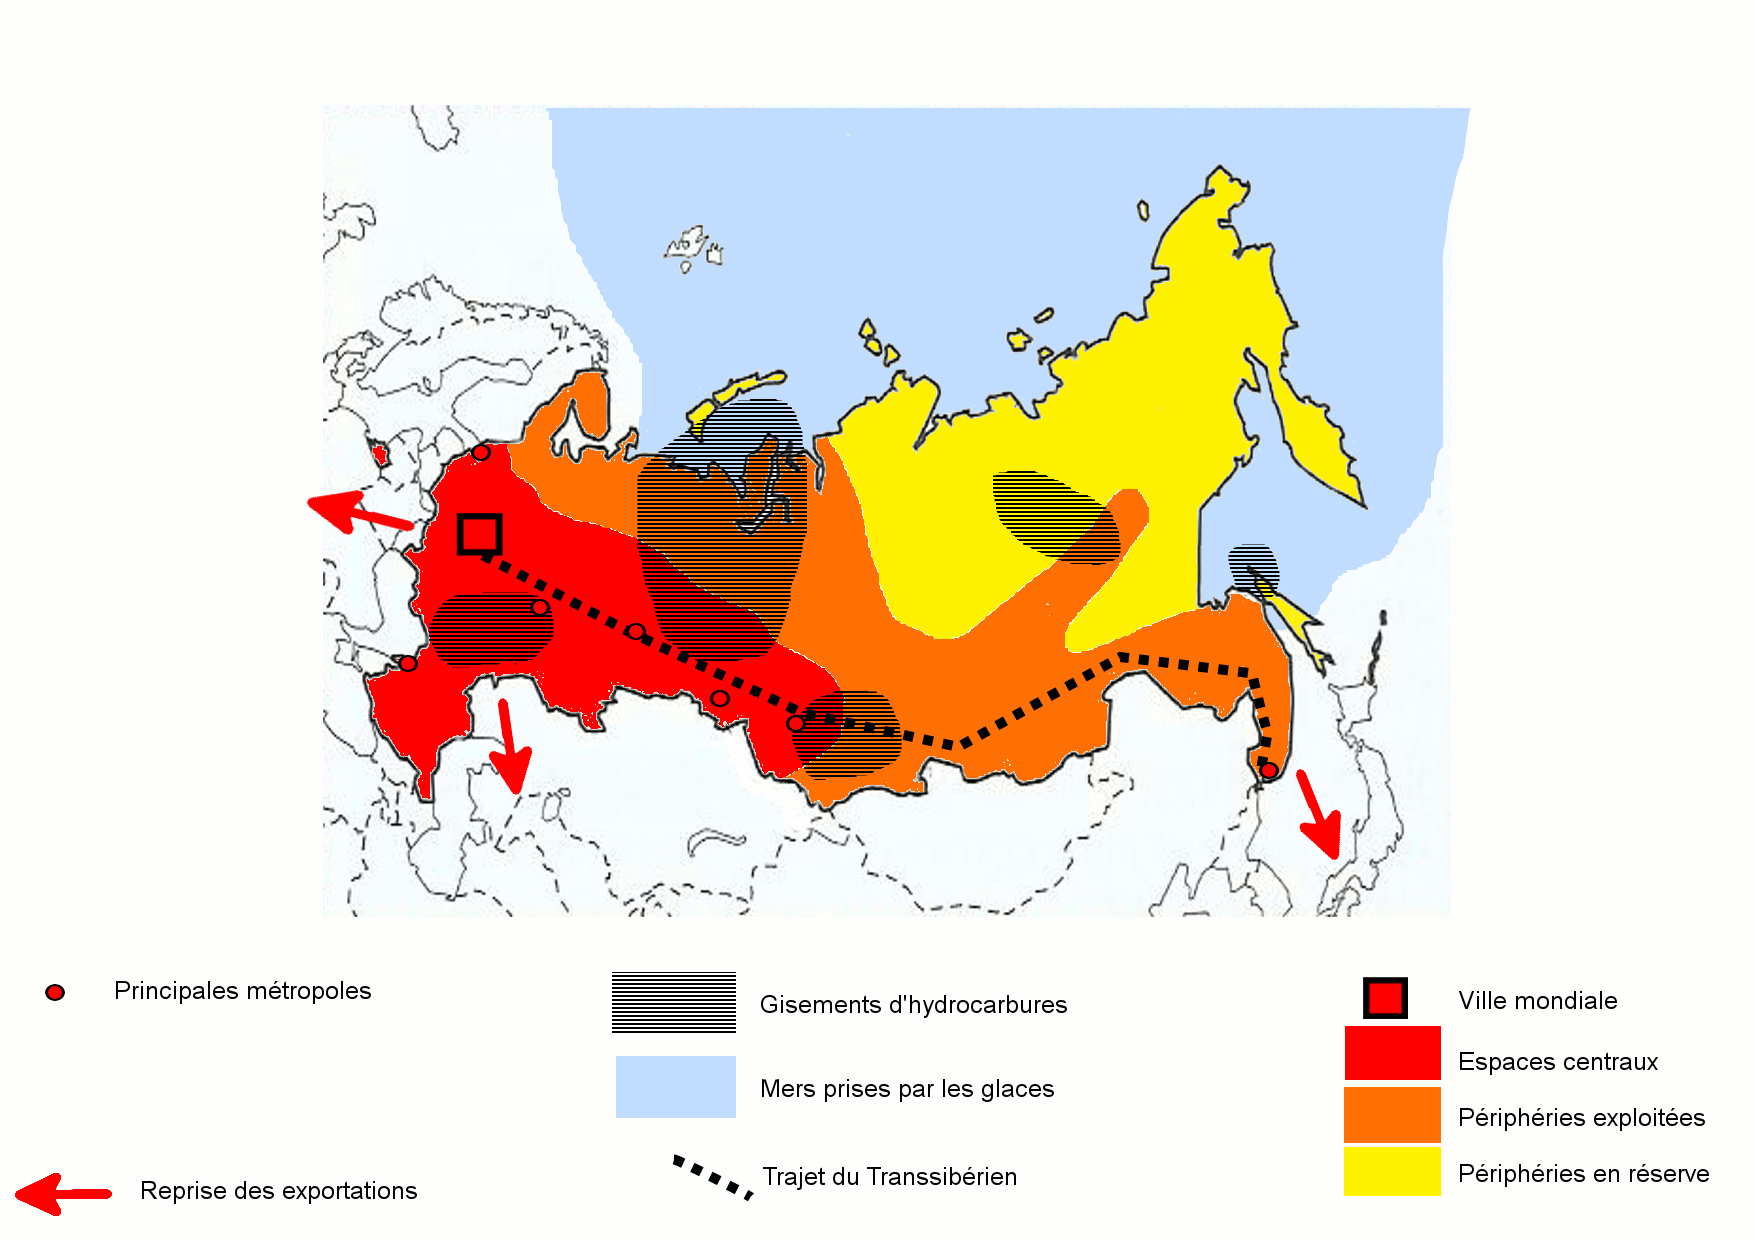 Principales métropoles
Reprise des exportations
Gisements d'hydrocarbures
Mers prises par les glaces
Trajet du Transsibérien
Ville mondiale
Espaces centraux
Périphéries exploitées
Périphéries en réserve